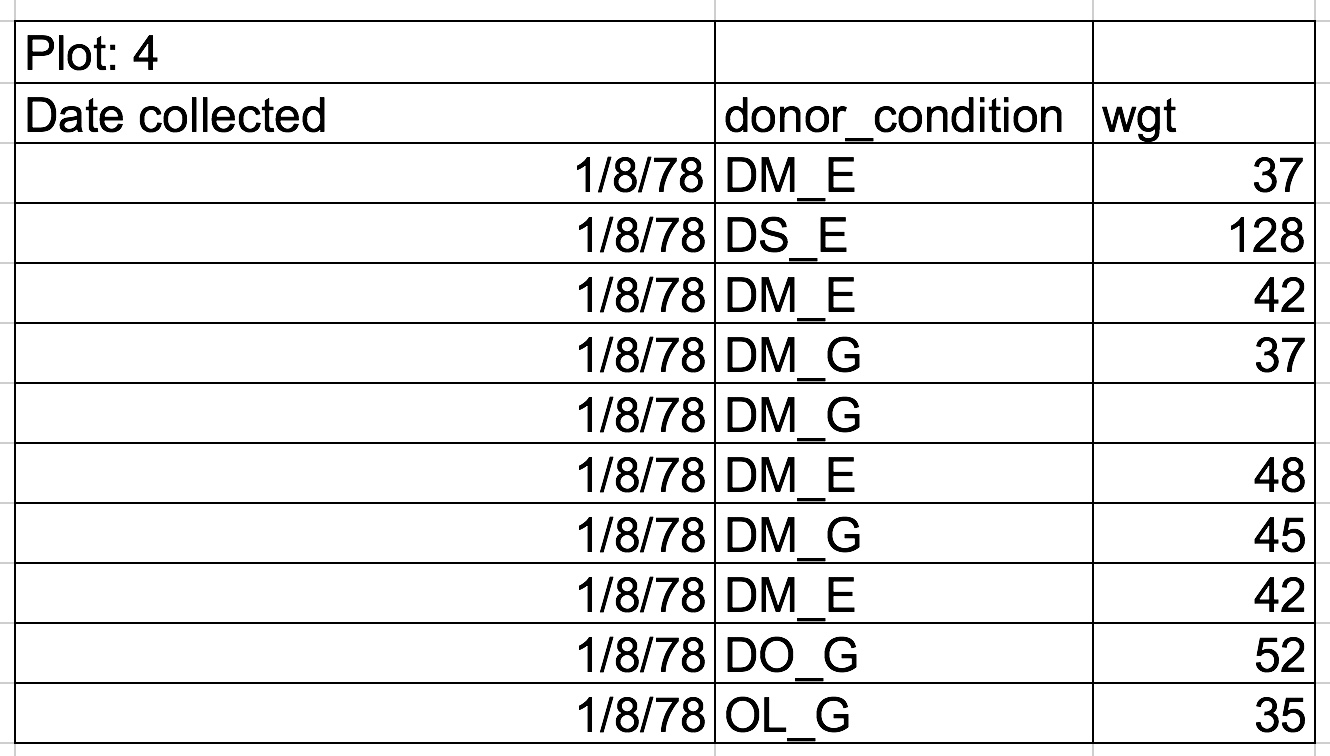 Plot: 4
Date collected donor_condition wgt
1/8/78 DM_E 37
1/8/78 DS_E 128
1/8/78 DM_E 42
1/8/78 DM_G 37
1/8/78 DM_G
1/8/78 DM_E 48
1/8/78 DM_G 45
1/8/78 DM_E 42
1/8/78 DO_G 52
1/8/78 OL_G 35